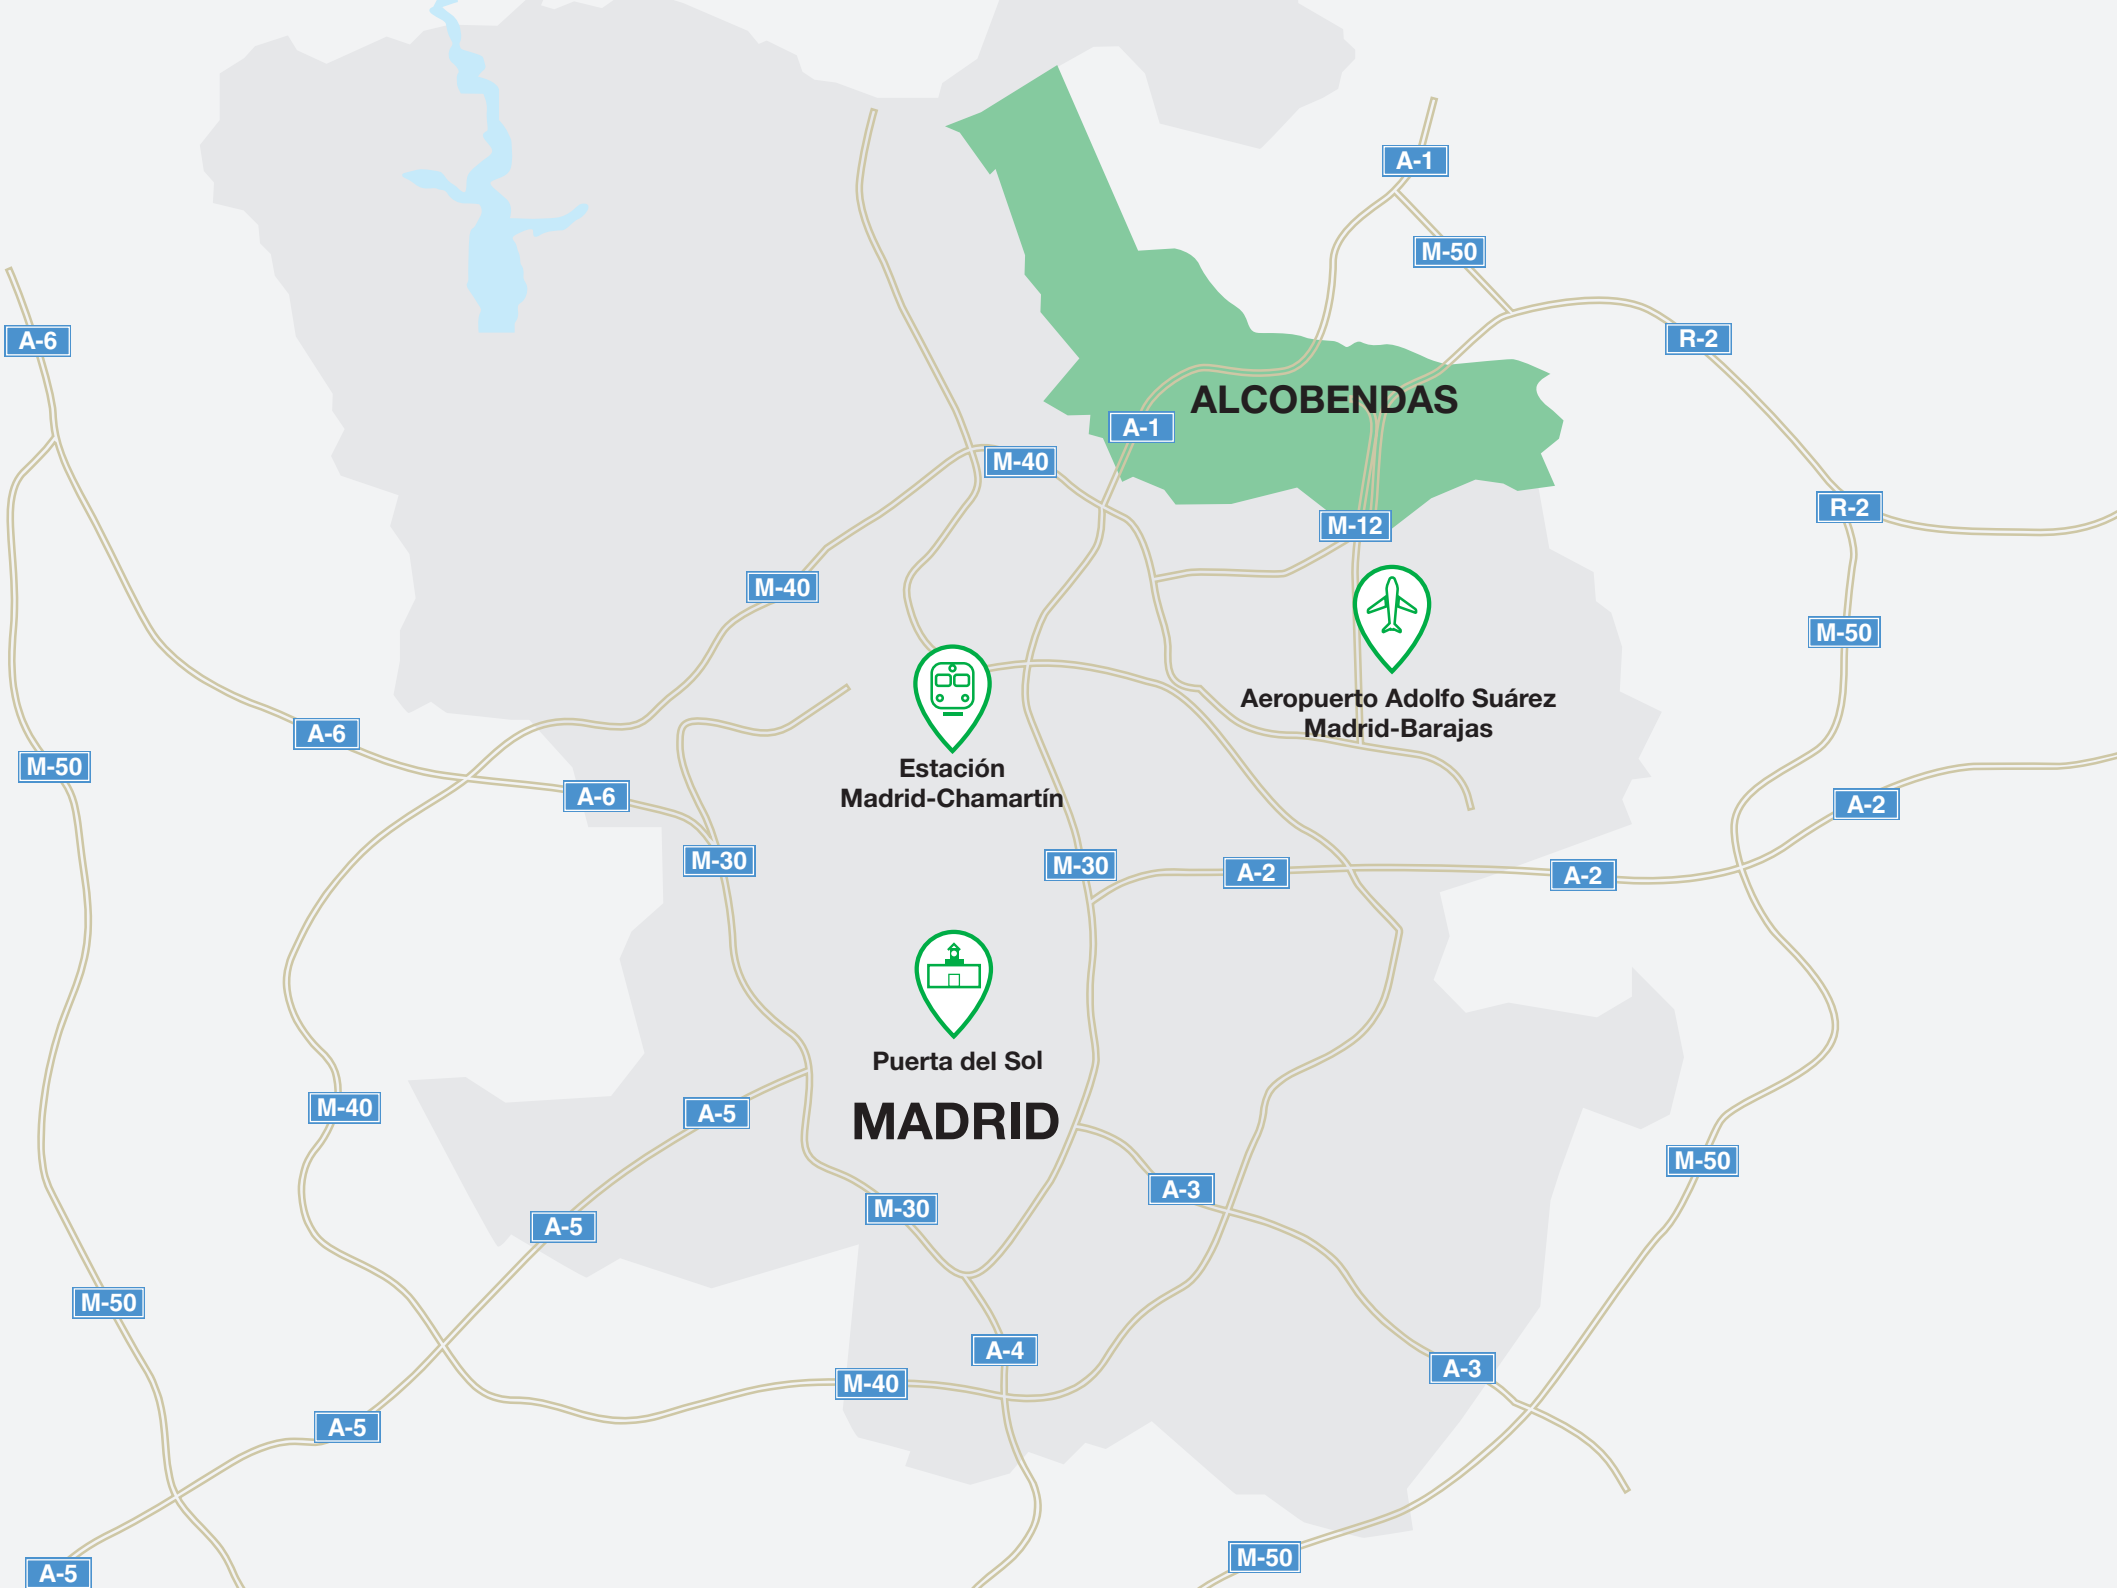 A-1
M-50
A-6
R-2
ALCOBENDAS
A-1
M-40
R-2
M-12
M-40
M-50
Aeropuerto Adolfo Suárez
Madrid-Barajas
A-6
M-50
Estación
Madrid-Chamartín
A-6
A-2
M-30
M-30
A-2
A-2
Puerta del Sol
M-40
A-5
MADRID
M-50
A-3
M-30
A-5
M-50
A-4
A-3
M-40
A-5
M-50
A-5